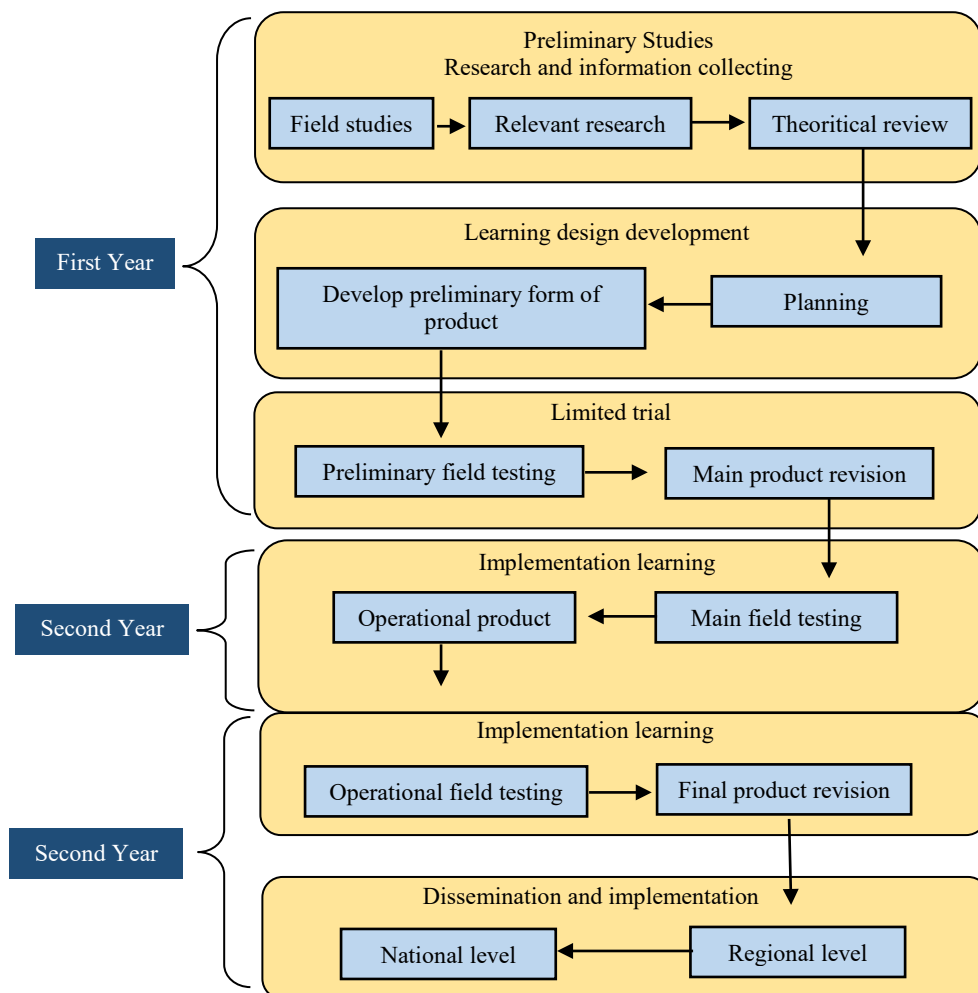 Preliminary Studies
Research and information collecting
Field studies
Relevant research
Theoritical review
First Year
Learning design development
Develop preliminary form of
product
Planning
Limited trial
Preliminary field testing
Main product revision
Second Year
Implementation learning
Operational product
Main field testing
Second Year
Implementation learning
Operational field testing
Final product revision
Dissemination and implementation
National level
Regional level